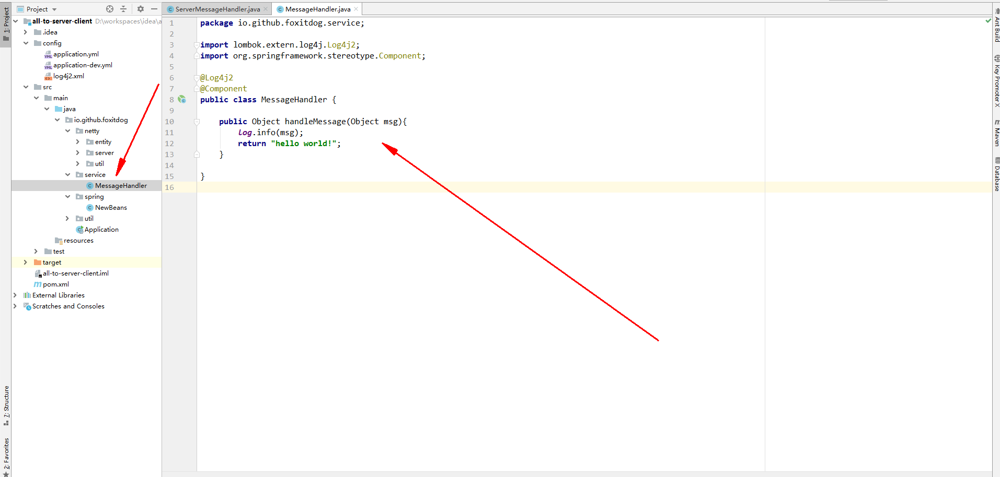 1: Project
Project
ServerMessageHandler.java
MessageHandler.java
all-to-server-client D:\workspaces\idea\a
.idea
config
application.yml
application-dev.yml
log4j2.xml
src
main
java
io.github.foxitdog
netty
entity
server
util
service
MessageHandler
spring
NewBeans
util
Application
resources
test
target
all-to-server-client.iml
pom.xml
External Libraries
Scratches and Consoles
7: Structure
2: Favorites
1 package io.github.foxitdog.service;
2
3 import lombok.extern.log4j.Log4j2;
4 import org.springframework.stereotype.Component;
5
6 @Log4j2
7 @Component
8 public class MessageHandler {
9
10 public Object handleMessage(Object msg){
11 log.info(msg);
12 return "hello world!";
13 }
14
15 }
16
Ant Build
Key Promoter X
Maven
Database